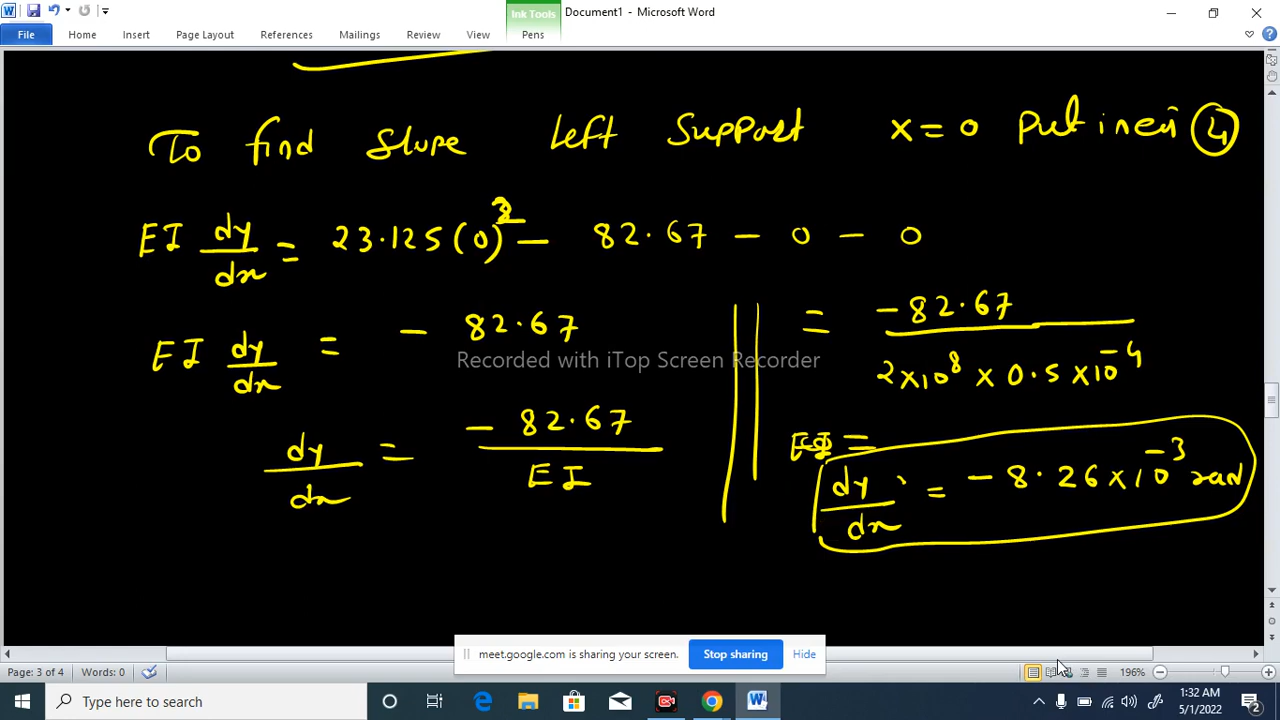 Ink Tools
Document1 - Microsoft Word
File Home Insert Page Layout References Mailings Review View Pens
To find Slope Left Support x = 0 put in (4)
EI dy/dx = 23.125(0)² - 82.67 - 0 - 0
EI dy/dx = - 82.67
= -82.67 / 2×10⁸ × 0.5 ×10⁻⁴
Recorded with iTop Screen Recorder
dy/dx = - 82.67 / EI
dy/dx = -8.26×10⁻³ rad
meet.google.com is sharing your screen. Stop sharing Hide
Page: 3 of 4 Words: 0 196%
Type here to search
1:32 AM
5/1/2022
2